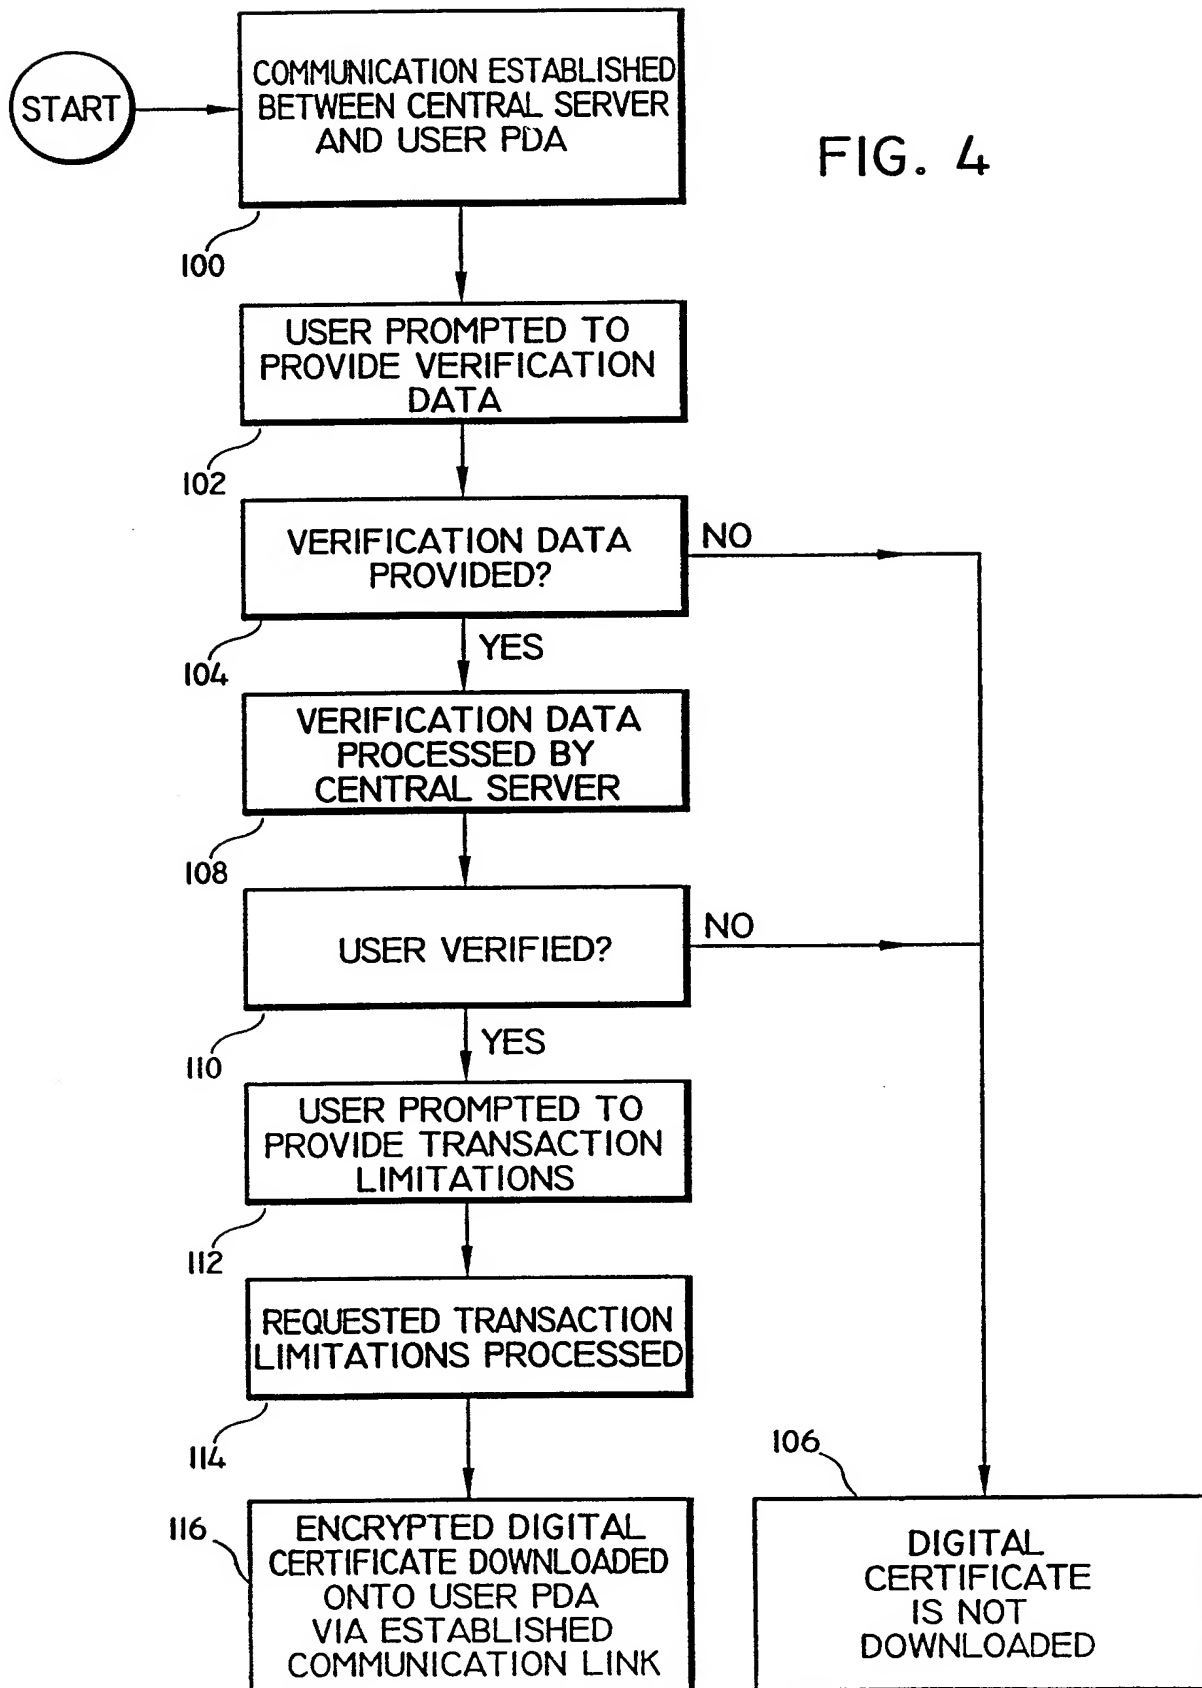 START
COMMUNICATION ESTABLISHED
BETWEEN CENTRAL SERVER
AND USER PDA
FIG. 4
100
USER PROMPTED TO
PROVIDE VERIFICATION
DATA
102
VERIFICATION DATA
PROVIDED?
NO
104
YES
VERIFICATION DATA
PROCESSED BY
CENTRAL SERVER
108
USER VERIFIED?
NO
110
YES
USER PROMPTED TO
PROVIDE TRANSACTION
LIMITATIONS
112
REQUESTED TRANSACTION
LIMITATIONS PROCESSED
114
116
ENCRYPTED DIGITAL
CERTIFICATE DOWNLOADED
ONTO USER PDA
VIA ESTABLISHED
COMMUNICATION LINK
106
DIGITAL
CERTIFICATE
IS NOT
DOWNLOADED